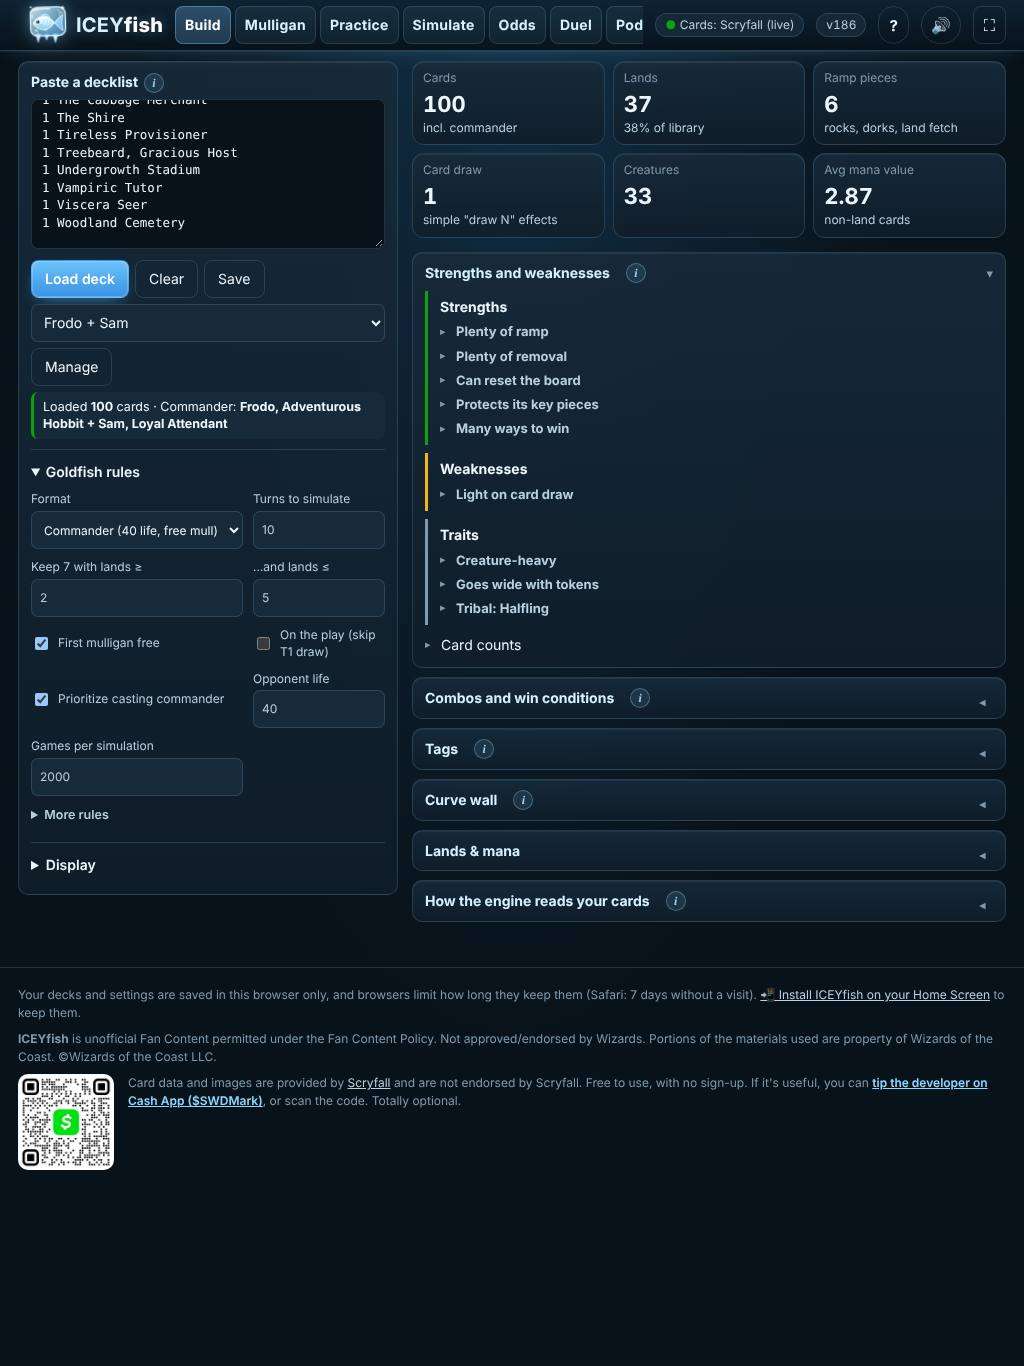 ICEYfish
Build
Mulligan
Practice
Simulate
Odds
Duel
Pod
Cards: Scryfall (live)
v186
?
Paste a decklist i
1 The Cabbage Merchant
1 The Shire
1 Tireless Provisioner
1 Treebeard, Gracious Host
1 Undergrowth Stadium
1 Vampiric Tutor
1 Viscera Seer
1 Woodland Cemetery
Load deck
Clear
Save
Frodo + Sam
Manage
Loaded 100 cards · Commander: Frodo, Adventurous
Hobbit + Sam, Loyal Attendant
▼ Goldfish rules
Format
Turns to simulate
Commander (40 life, free mull)
10
Keep 7 with lands ≥
...and lands ≤
2
5
First mulligan free
On the play (skip
T1 draw)
Prioritize casting commander
Opponent life
40
Games per simulation
2000
▶ More rules
▶ Display
Cards
100
incl. commander
Lands
37
38% of library
Ramp pieces
6
rocks, dorks, land fetch
Card draw
1
simple "draw N" effects
Creatures
33
Avg mana value
2.87
non-land cards
Strengths and weaknesses i
Strengths
Plenty of ramp
Plenty of removal
Can reset the board
Protects its key pieces
Many ways to win
Weaknesses
Light on card draw
Traits
Creature-heavy
Goes wide with tokens
Tribal: Halfling
Card counts
Combos and win conditions i
Tags i
Curve wall i
Lands & mana
How the engine reads your cards i
Your decks and settings are saved in this browser only, and browsers limit how long they keep them (Safari: 7 days without a visit). 📲 Install ICEYfish on your Home Screen to
keep them.
ICEYfish is unofficial Fan Content permitted under the Fan Content Policy. Not approved/endorsed by Wizards. Portions of the materials used are property of Wizards of the
Coast. ©Wizards of the Coast LLC.
Card data and images are provided by Scryfall and are not endorsed by Scryfall. Free to use, with no sign-up. If it's useful, you can tip the developer on
Cash App ($SWDMark), or scan the code. Totally optional.
$